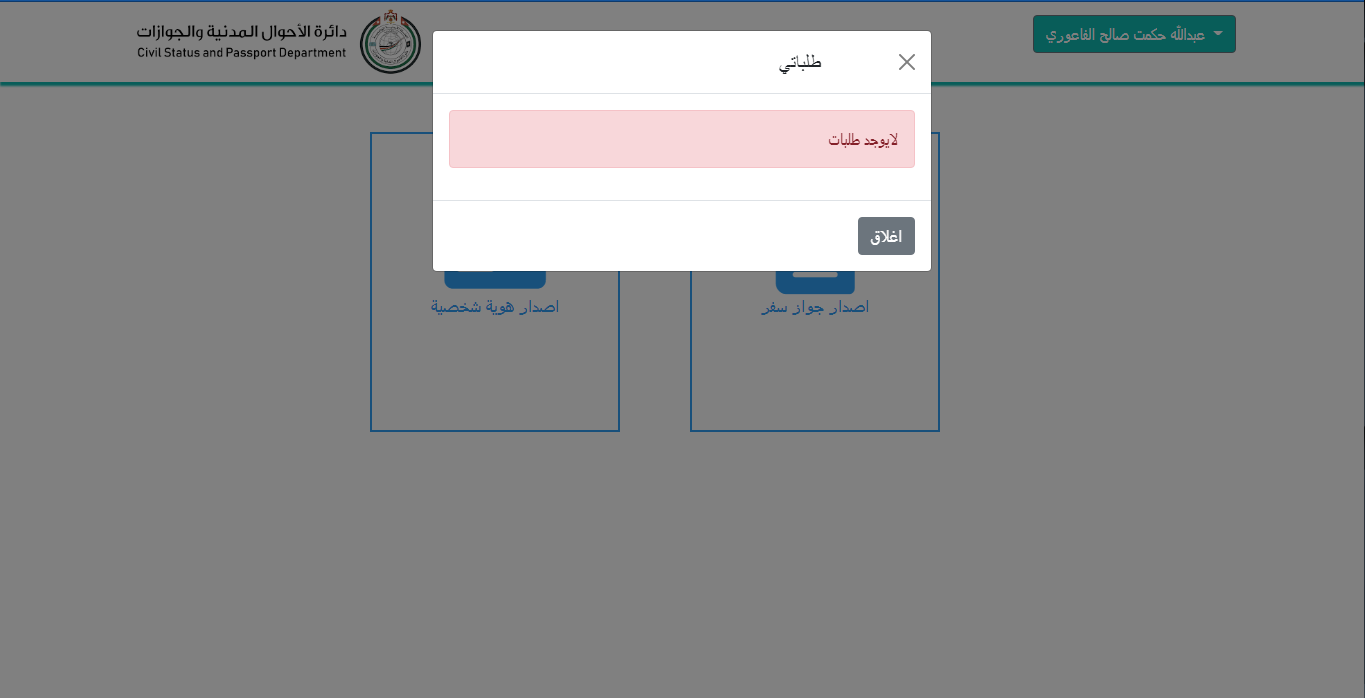 عبدالله حكمت صالح الفاعوري
دائرة الأحوال المدنية والجوازات
Civil Status and Passport Department
طلباتي
لايوجد طلبات
اغلاق
اصدار جواز سفر
اصدار هوية شخصية